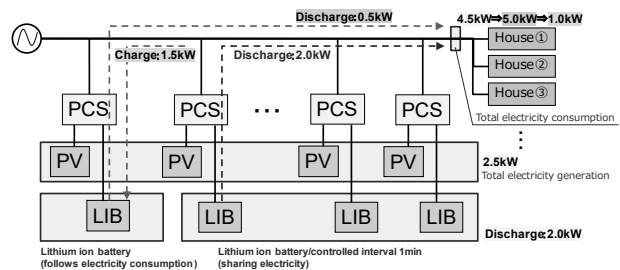 Discharge:0.5kW
4.5kW⇒5.0kW⇒1.0kW
House①
Charge:1.5kW
Discharge:2.0kW
House②
House③
PCS
PCS
...
PCS
PCS
Total electricity consumption
PV
PV
PV
PV
2.5kW
Total electricity generation
LIB
LIB
LIB
LIB
Discharge:2.0kW
Lithium ion battery
(follows electricity consumption)
Lithium ion battery/controlled interval 1min
(sharing electricity)